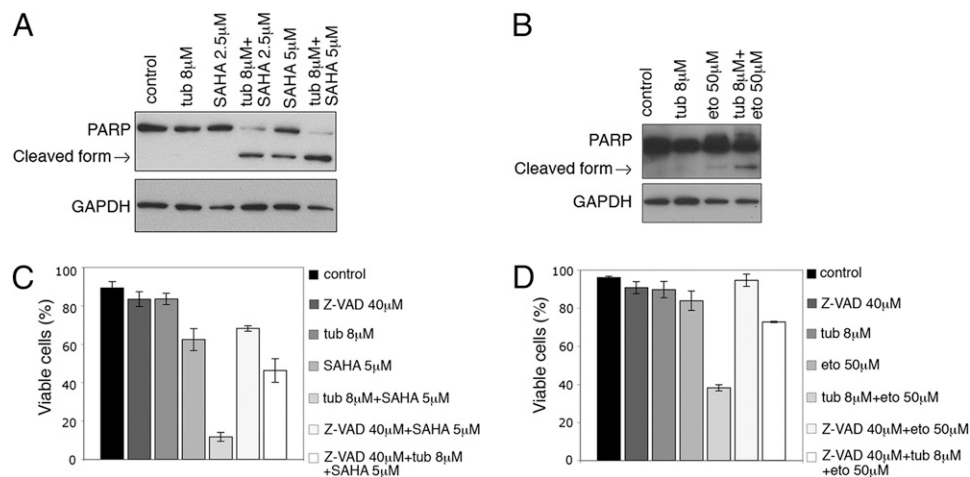 A
control
tub 8µM
SAHA 2.5µM
tub 8µM+
SAHA 2.5µM
SAHA 5µM
tub 8µM+
SAHA 5µM
PARP
Cleaved form →
GAPDH
B
control
tub 8µM
eto 50µM
tub 8µM+
eto 50µM
PARP
Cleaved form →
GAPDH
C
Viable cells (%)
100
80
60
40
20
0
control
Z-VAD 40µM
tub 8µM
SAHA 5µM
tub 8µM+SAHA 5µM
Z-VAD 40µM+SAHA 5µM
Z-VAD 40µM+tub 8µM
+SAHA 5µM
D
Viable cells (%)
100
80
60
40
20
0
control
Z-VAD 40µM
tub 8µM
eto 50µM
tub 8µM+eto 50µM
Z-VAD 40µM+eto 50µM
Z-VAD 40µM+tub 8µM
+eto 50µM